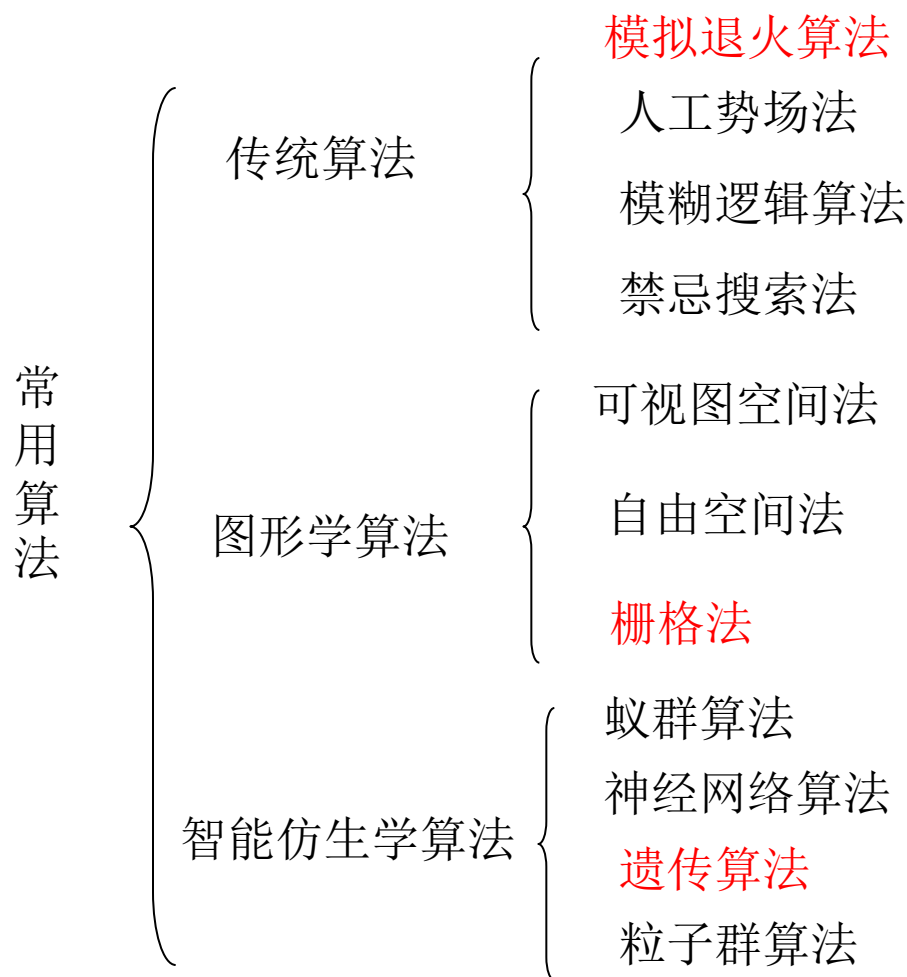 常用算法
传统算法
模拟退火算法
人工势场法
模糊逻辑算法
禁忌搜索法
图形学算法
可视图空间法
自由空间法
栅格法
智能仿生学算法
蚁群算法
神经网络算法
遗传算法
粒子群算法